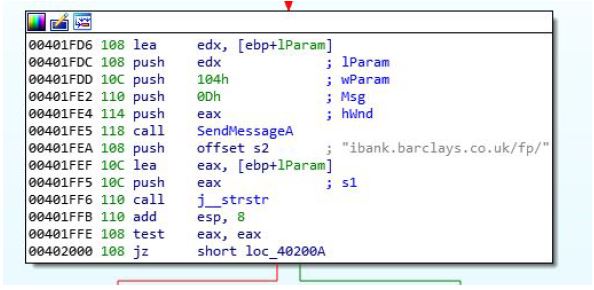 00401FD6 108 lea edx, [ebp+lParam]
00401FDC 108 push edx ; lParam
00401FDD 10C push 104h ; wParam
00401FE2 110 push 0Dh ; Msg
00401FE4 114 push eax ; hWnd
00401FE5 118 call SendMessageA
00401FEA 108 push offset s2 ; "ibank.barclays.co.uk/fp/"
00401FEF 10C lea eax, [ebp+lParam]
00401FF5 10C push eax ; s1
00401FF6 110 call j__strstr
00401FFB 110 add esp, 8
00401FFE 108 test eax, eax
00402000 108 jz short loc_40200A